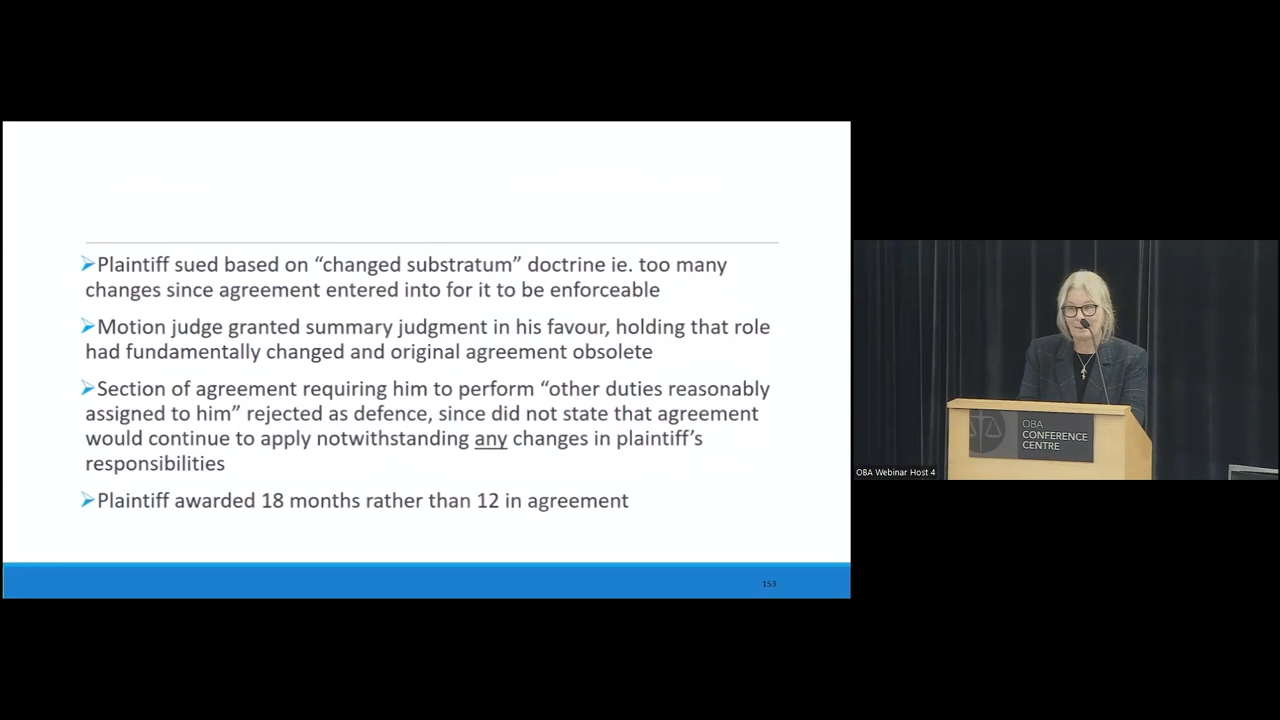 ➢Plaintiff sued based on “changed substratum” doctrine ie. too many
changes since agreement entered into for it to be enforceable
➢Motion judge granted summary judgment in his favour, holding that role
had fundamentally changed and original agreement obsolete
➢Section of agreement requiring him to perform “other duties reasonably
assigned to him” rejected as defence, since did not state that agreement
would continue to apply notwithstanding any changes in plaintiff’s
responsibilities
➢Plaintiff awarded 18 months rather than 12 in agreement
153
OBA
CONFERENCE
CENTRE
OBA Webinar Host 4